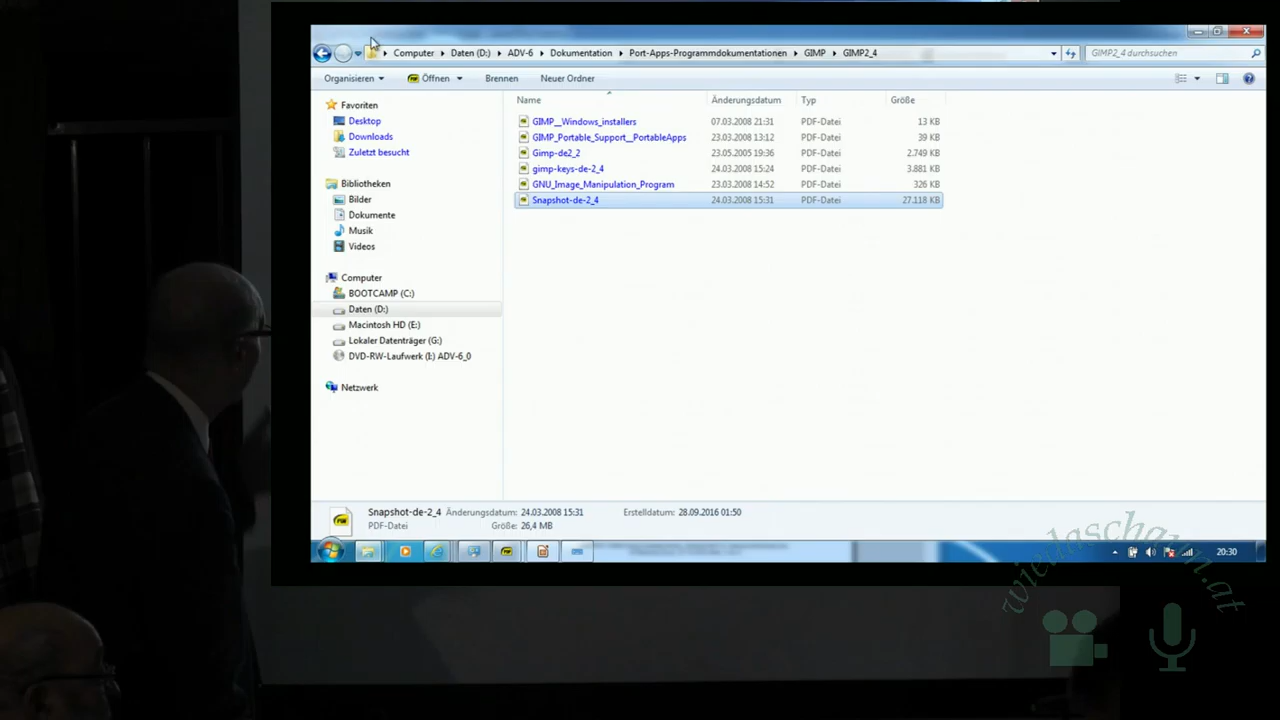 Computer Daten (D:) ADV-6 Dokumentation Port-Apps-Programmdokumentationen GIMP GIMP2_4 GIMP2_4 durchsuchen
Organisieren Öffnen Brennen Neuer Ordner
Favoriten
Desktop
Downloads
Zuletzt besucht
Bibliotheken
Bilder
Dokumente
Musik
Videos
Computer
BOOTCAMP (C:)
Daten (D:)
Macintosh HD (E:)
Lokaler Datenträger (G:)
DVD-RW-Laufwerk (I:) ADV-6_0
Netzwerk
Name Änderungsdatum Typ Größe
GIMP__Windows_installers 07.03.2008 21:31 PDF-Datei 13 KB
GIMP_Portable_Support__PortableApps 23.03.2008 13:12 PDF-Datei 39 KB
Gimp-de2_2 23.05.2005 19:36 PDF-Datei 2.749 KB
gimp-keys-de-2_4 24.03.2008 15:24 PDF-Datei 3.881 KB
GNU_Image_Manipulation_Program 23.03.2008 14:52 PDF-Datei 326 KB
Snapshot-de-2_4 24.03.2008 15:31 PDF-Datei 27.118 KB
Snapshot-de-2_4 Änderungsdatum: 24.03.2008 15:31 Erstelldatum: 28.09.2016 01:50
PDF-Datei Größe: 26,4 MB
20:30
wiedaschaun.at